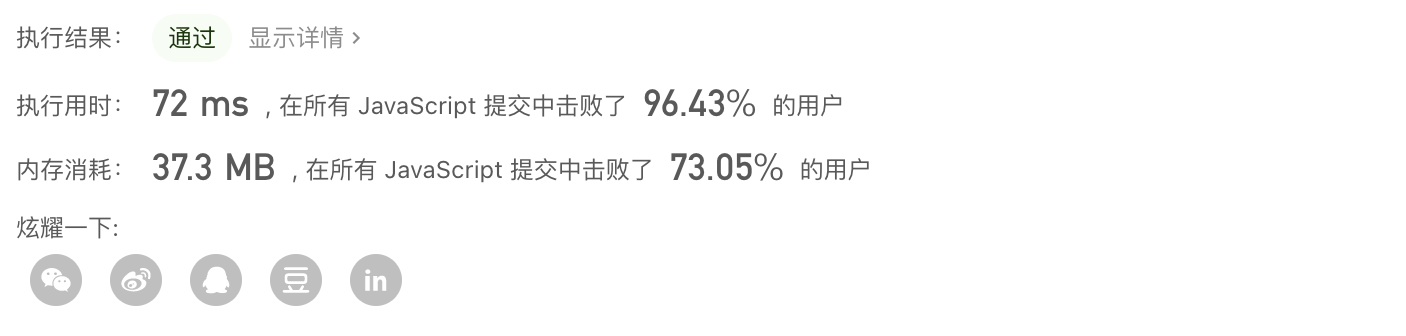 执行结果： 通过 显示详情 ›
执行用时： 72 ms , 在所有 JavaScript 提交中击败了 96.43% 的用户
内存消耗： 37.3 MB , 在所有 JavaScript 提交中击败了 73.05% 的用户
炫耀一下:
豆 in